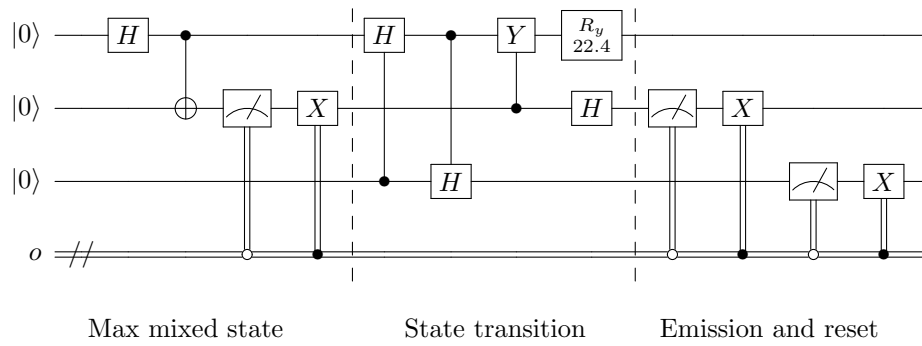 |0⟩ H H Y R_y 22.4
|0⟩ X H X
|0⟩ H X
o
Max mixed state State transition Emission and reset